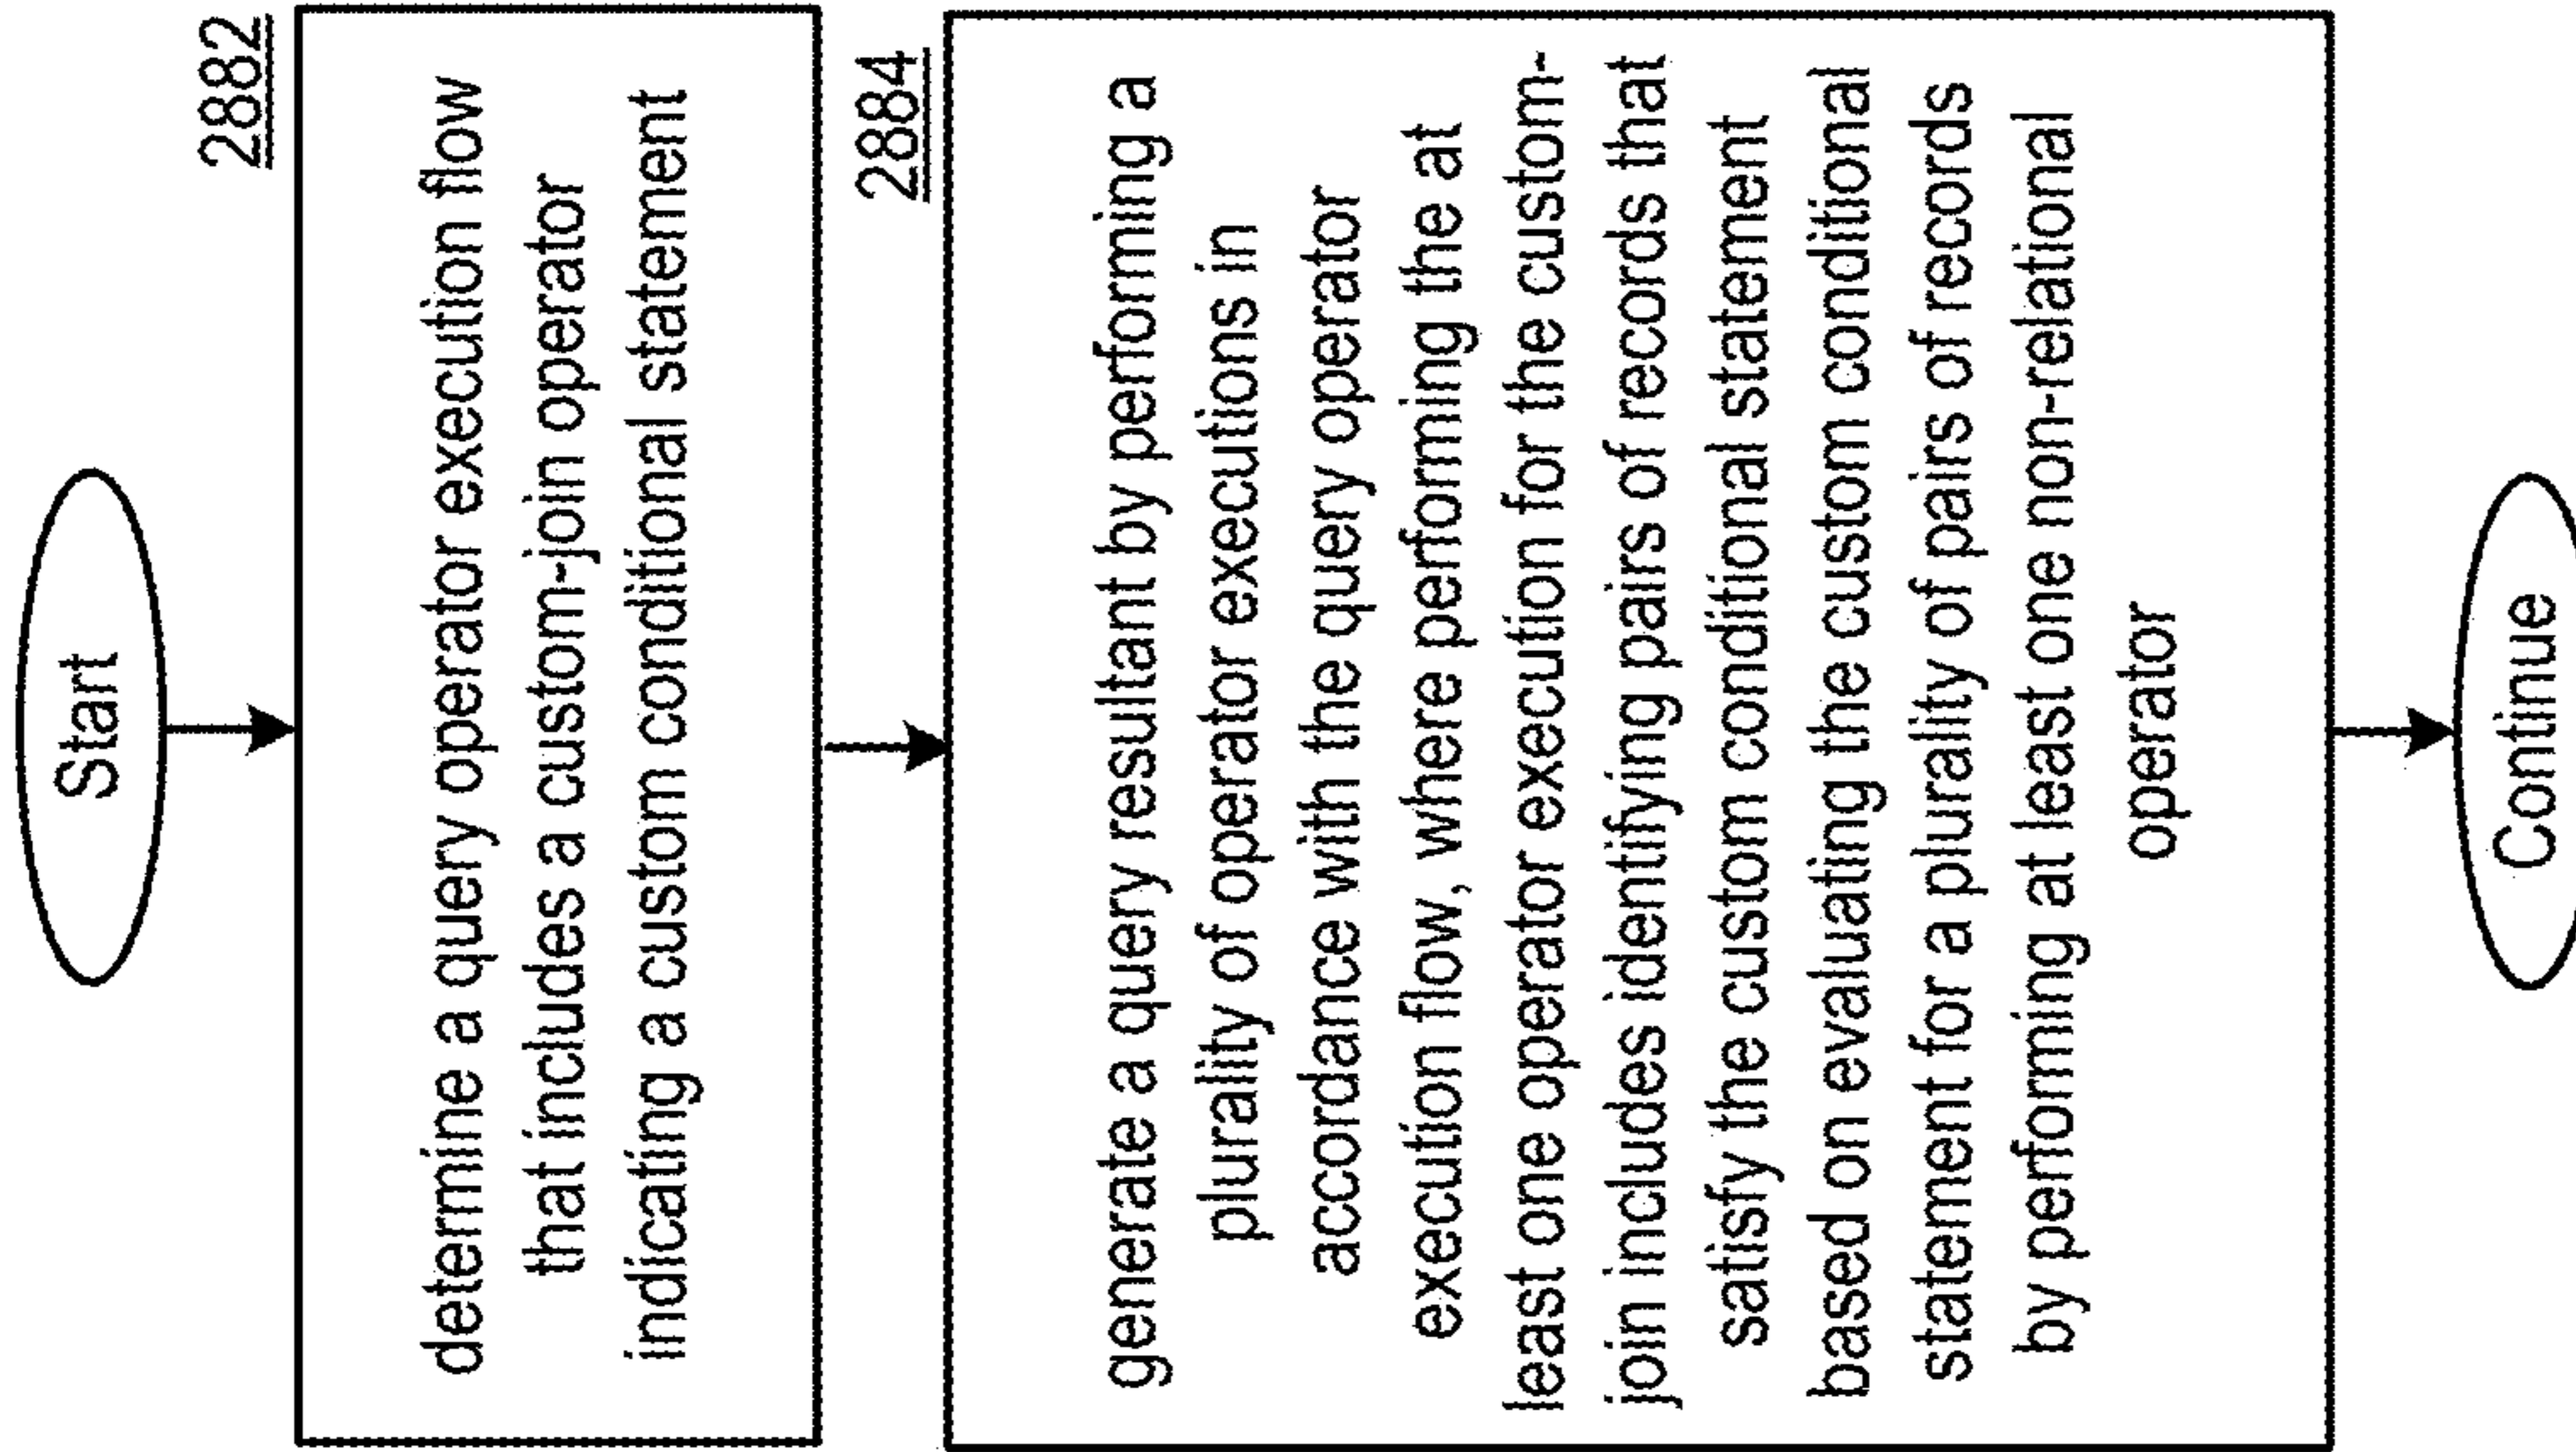 Start
2882
determine a query operator execution flow
that includes a custom-join operator
indicating a custom conditional statement
2884
generate a query resultant by performing a
plurality of operator executions in
accordance with the query operator
execution flow, where performing the at
least one operator execution for the custom-
join includes identifying pairs of records that
satisfy the custom conditional statement
based on evaluating the custom conditional
statement for a plurality of pairs of records
by performing at least one non-relational
operator
Continue